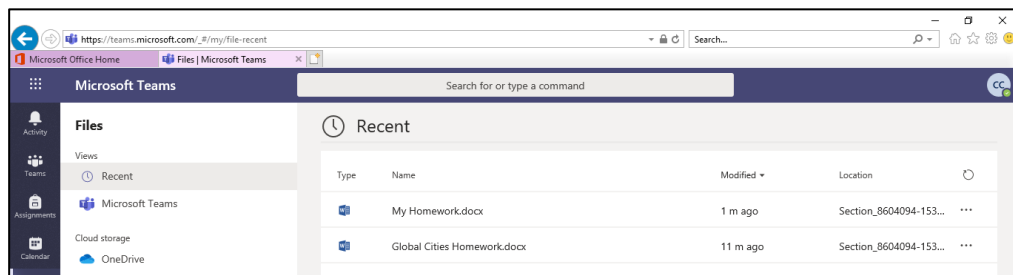 https://teams.microsoft.com/_#/my/file-recent Search...
Microsoft Office Home Files | Microsoft Teams
Microsoft Teams Search for or type a command CC
Activity
Teams
Assignments
Calendar
Files
Views
Recent
Microsoft Teams
Cloud storage
OneDrive
Recent
Type Name Modified Location
My Homework.docx 1 m ago Section_8604094-153...
Global Cities Homework.docx 11 m ago Section_8604094-153...